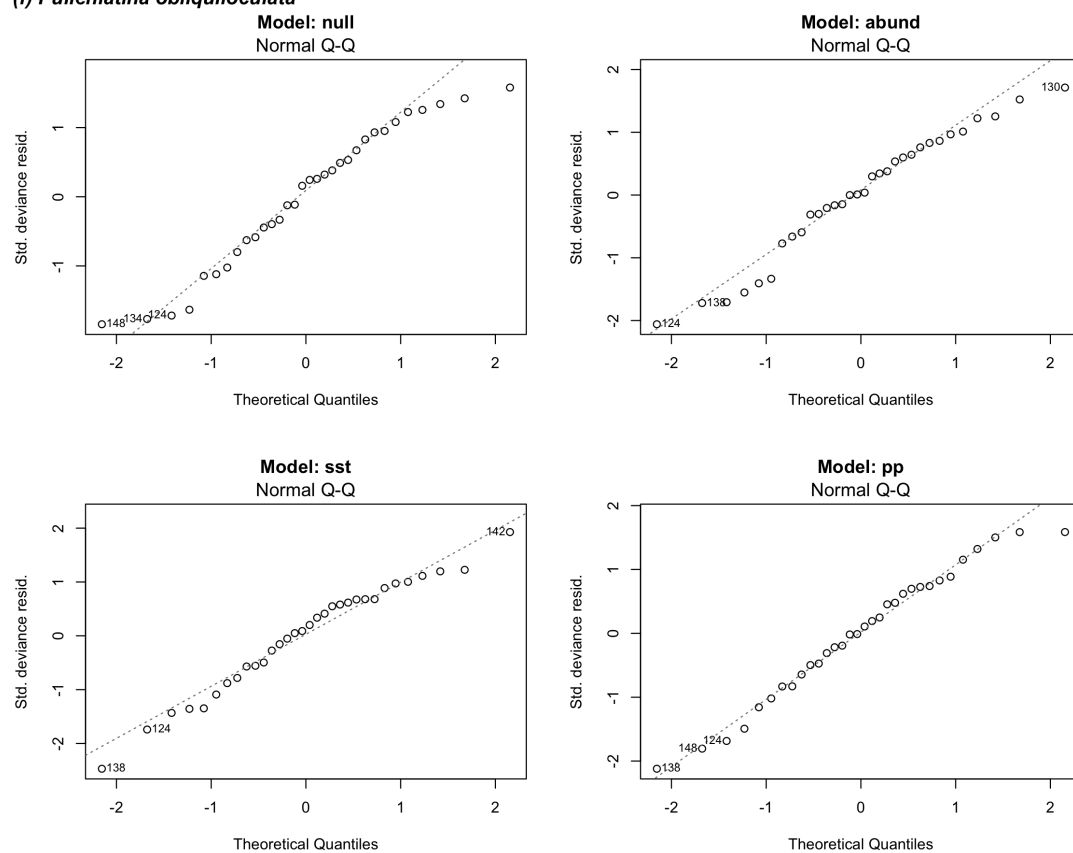 (f) Pulleniatina obliquiloculata
Model: null
Normal Q-Q
Std. deviance resid.
1
0
-1
148
134
124
-2 -1 0 1 2
Theoretical Quantiles
Model: abund
Normal Q-Q
Std. deviance resid.
2
1
0
-1
-2
130
138
124
-2 -1 0 1 2
Theoretical Quantiles
Model: sst
Normal Q-Q
Std. deviance resid.
2
1
0
-1
-2
142
124
138
-2 -1 0 1 2
Theoretical Quantiles
Model: pp
Normal Q-Q
Std. deviance resid.
2
1
0
-1
-2
148
124
138
-2 -1 0 1 2
Theoretical Quantiles